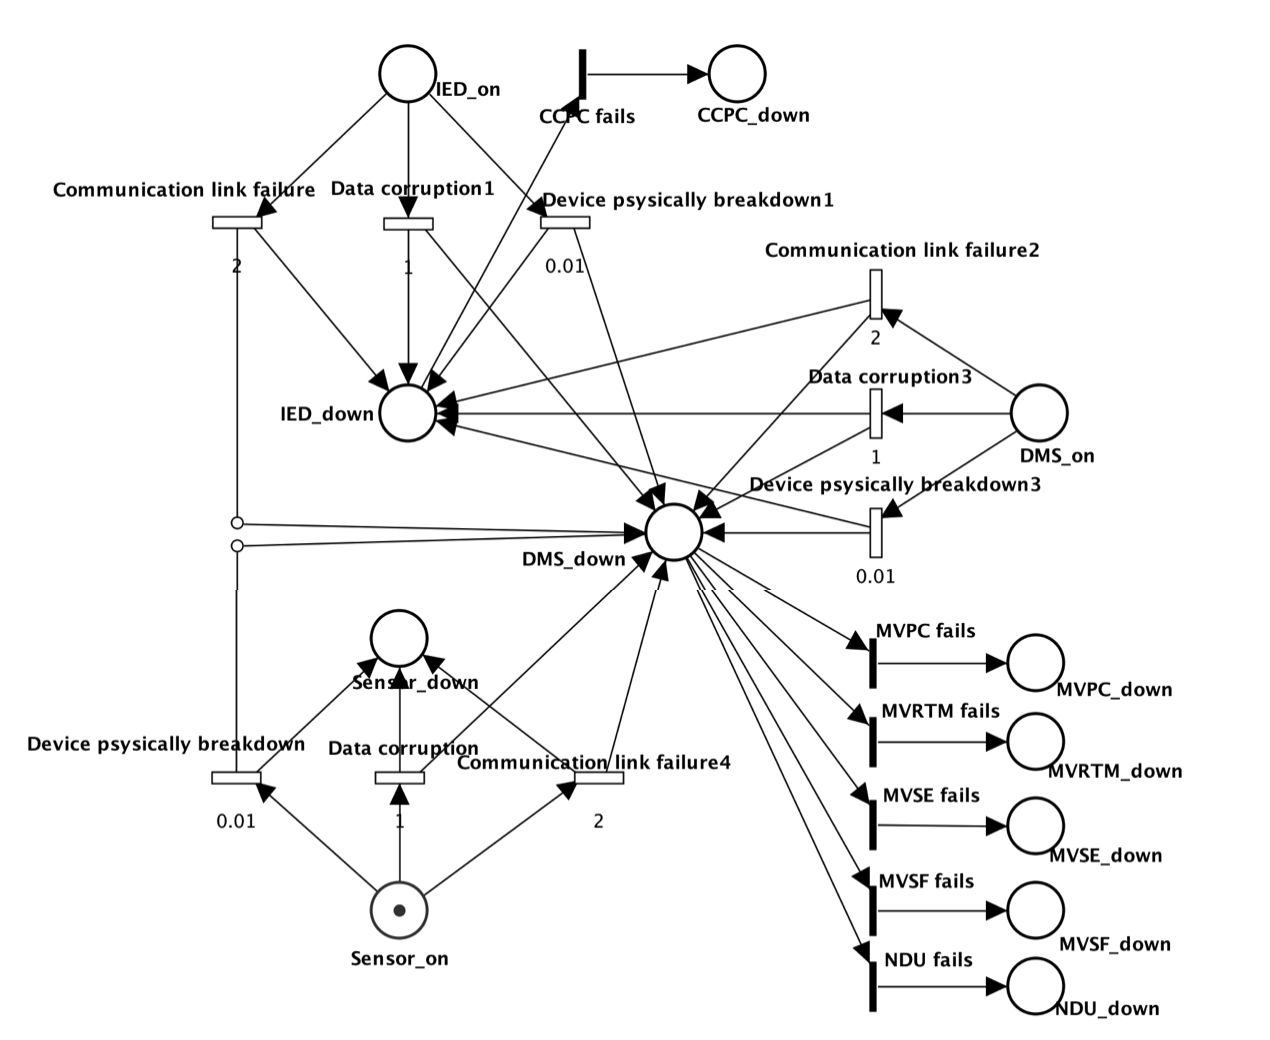 IED_on
CCPC fails
CCPC_down
Communication link failure
Data corruption1
Device psysically breakdown1
2
1
0.01
Communication link failure2
2
Data corruption3
IED_down
1
DMS_on
Device psysically breakdown3
DMS_down
0.01
MVPC fails
Sensor_down
MVPC_down
MVRTM fails
Device psysically breakdown
Data corruption
Communication link failure4
MVRTM_down
MVSE fails
0.01
1
2
MVSE_down
MVSF fails
MVSF_down
Sensor_on
NDU fails
NDU_down